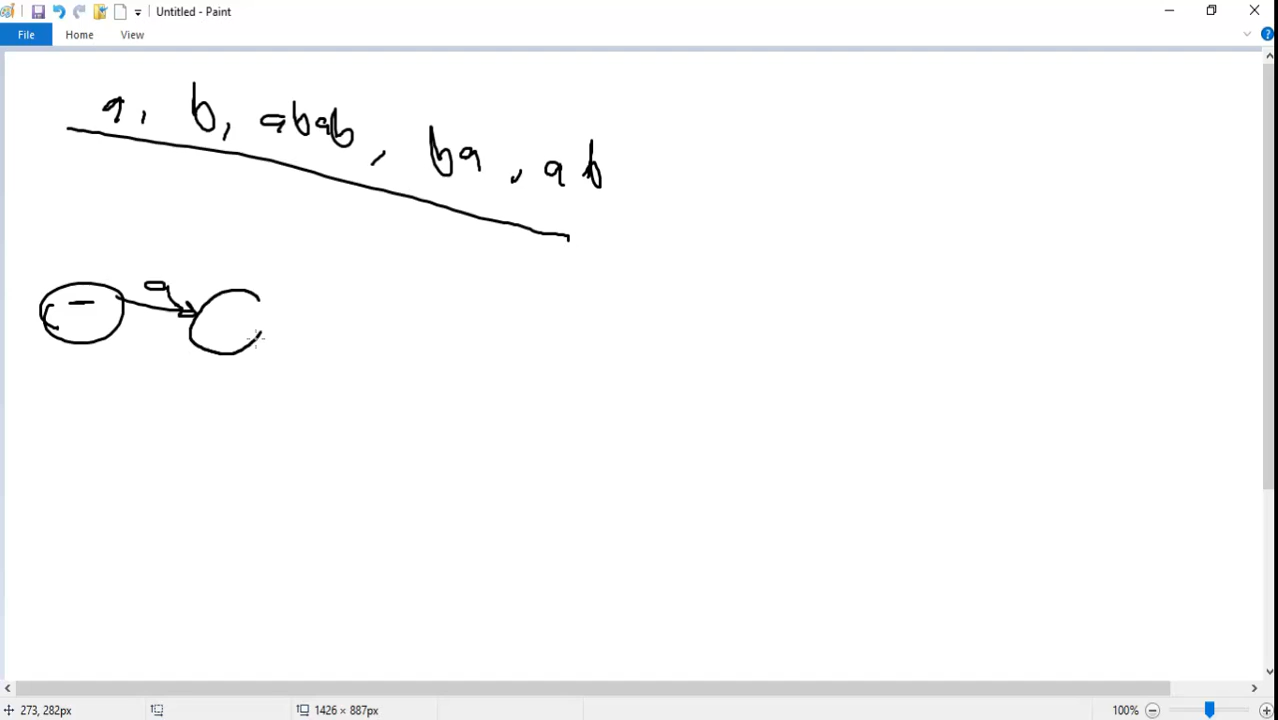 Untitled - Paint
File Home View
a, b, abab, ba, ab
a
-
273, 282px 1426 × 887px 100%